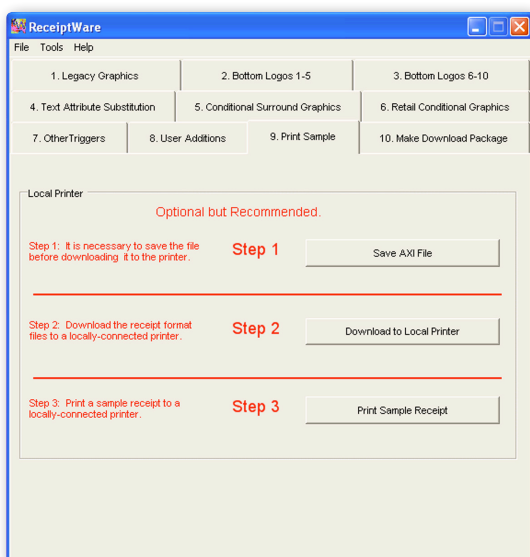 ReceiptWare
File Tools Help
1. Legacy Graphics
2. Bottom Logos 1-5
3. Bottom Logos 6-10
4. Text Attribute Substitution
5. Conditional Surround Graphics
6. Retail Conditional Graphics
7. OtherTriggers
8. User Additions
9. Print Sample
10. Make Download Package
Local Printer
Optional but Recommended.
Step 1: It is necessary to save the file
before downloading it to the printer.
Step 1
Save AXI File
Step 2: Download the receipt format
files to a locally-connected printer.
Step 2
Download to Local Printer
Step 3: Print a sample receipt to a
locally-connected printer.
Step 3
Print Sample Receipt